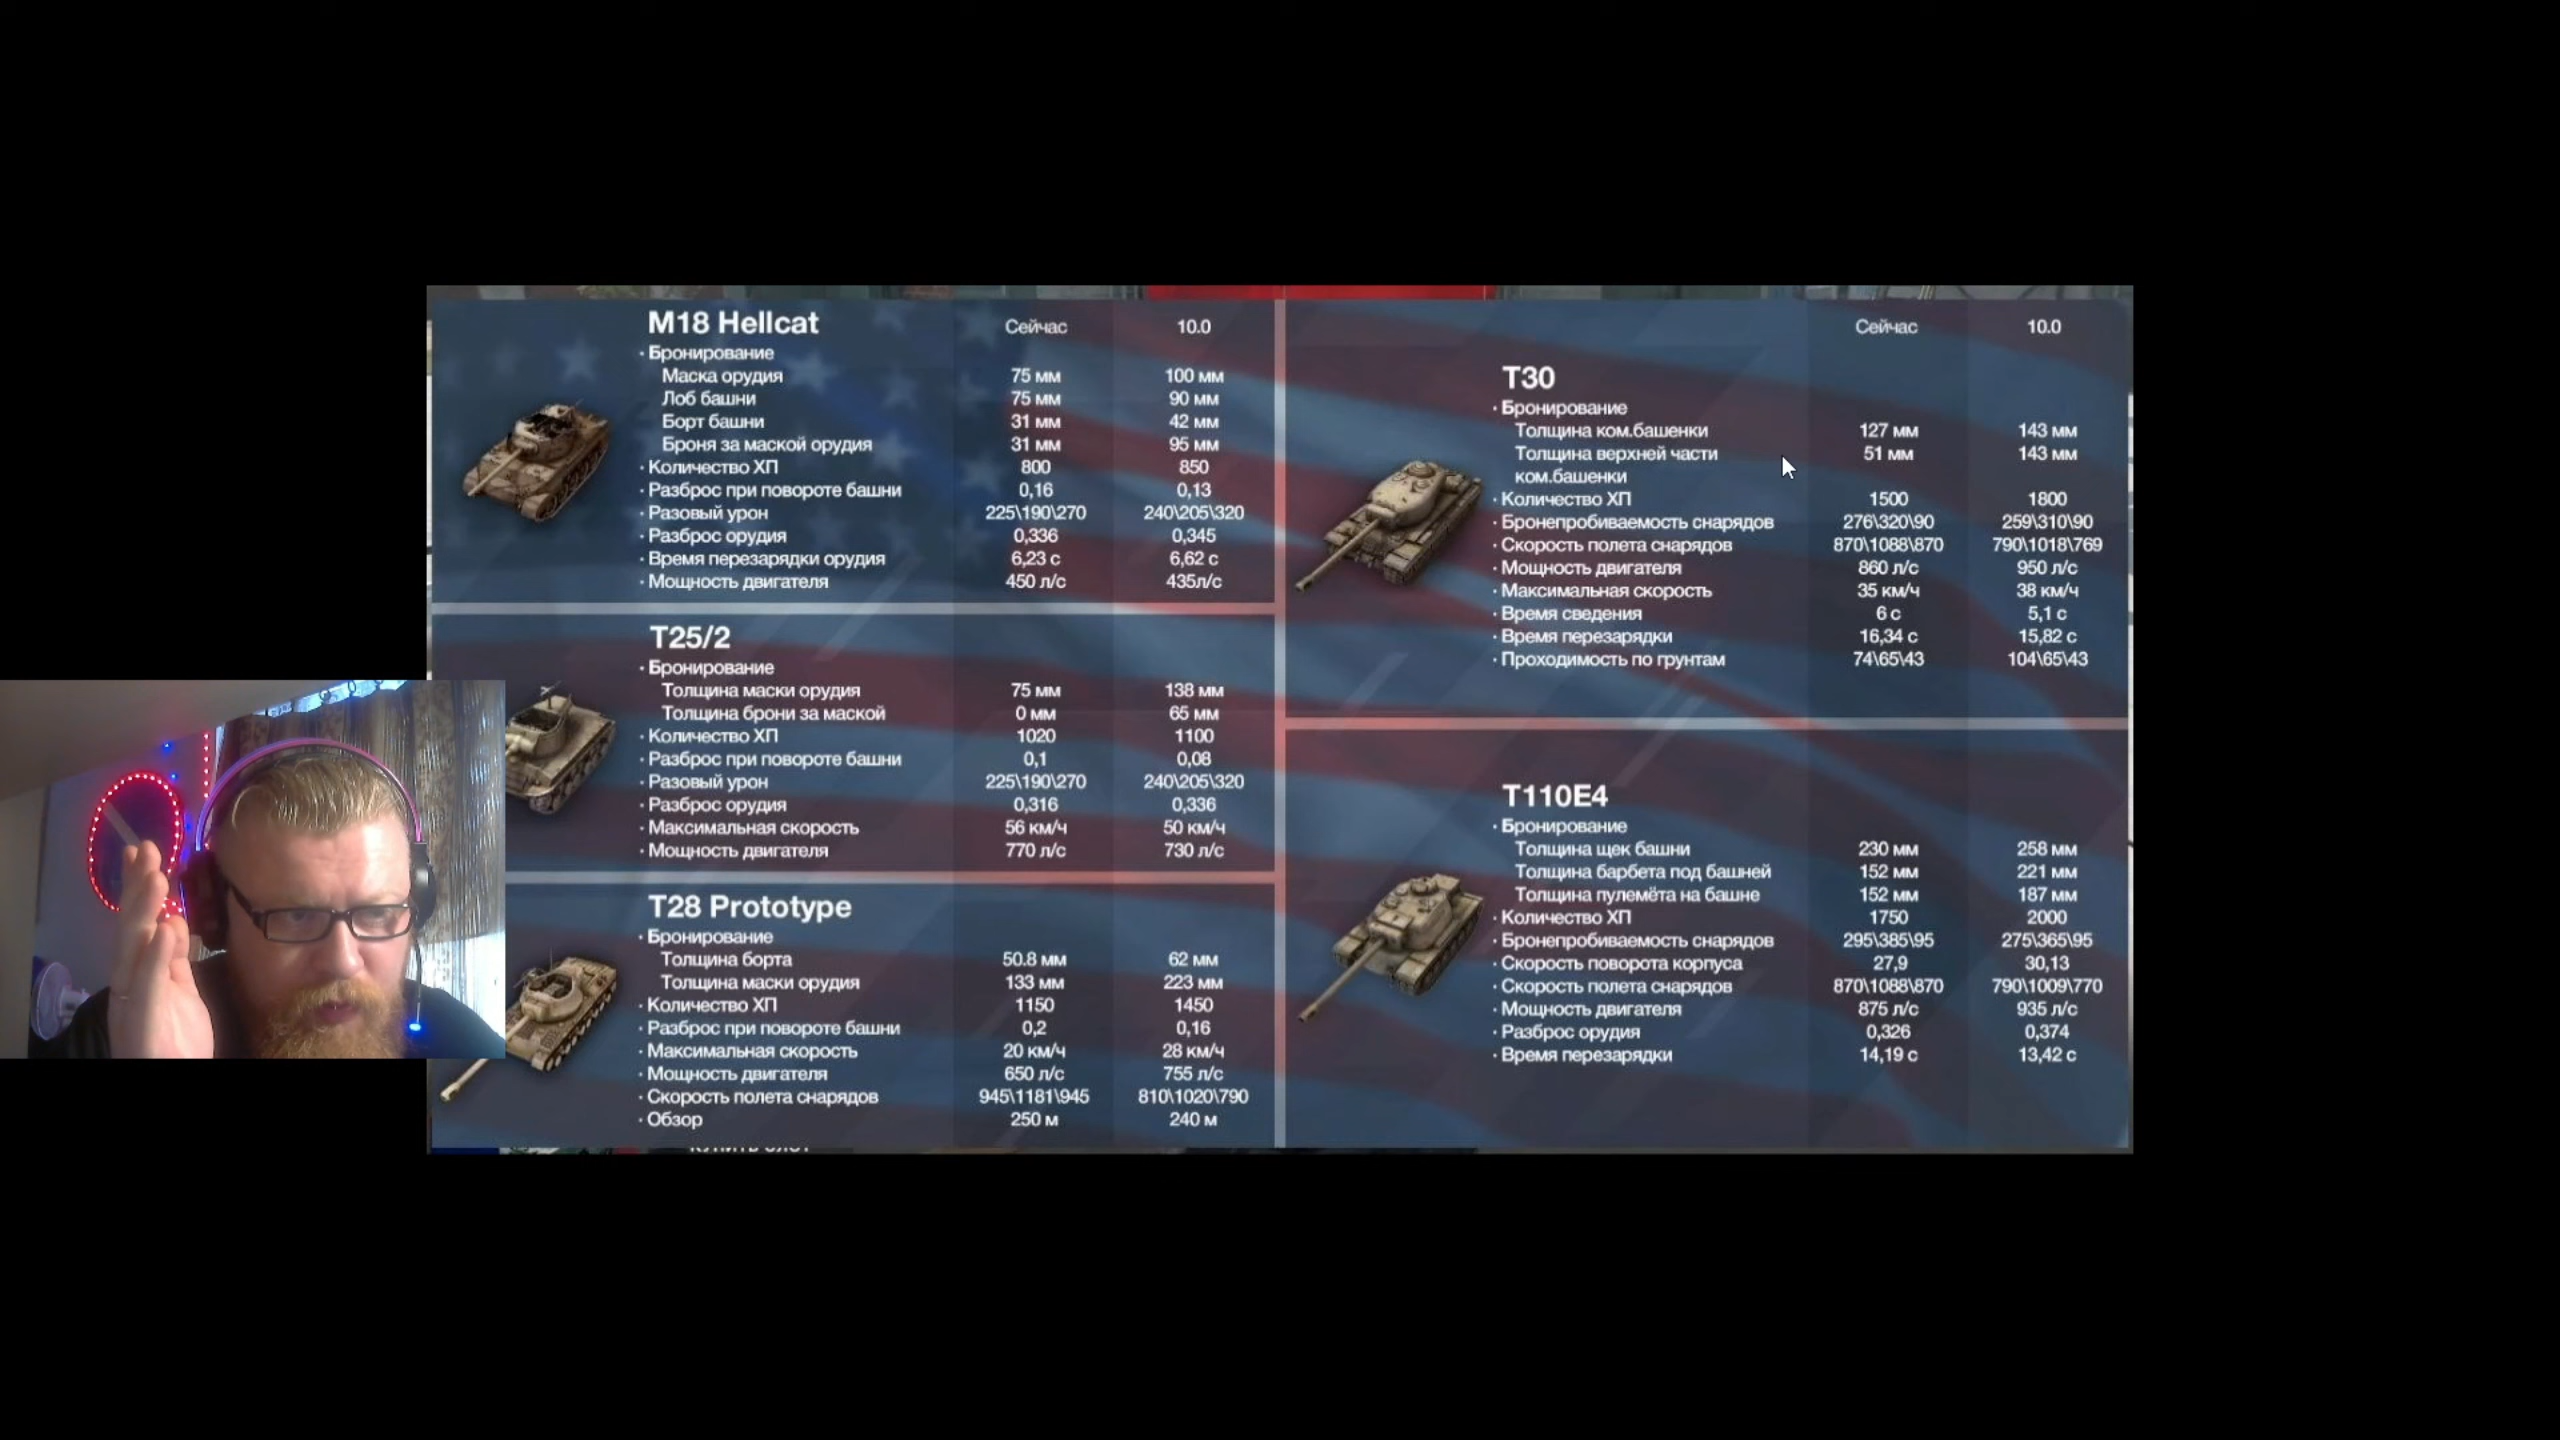 M18 Hellcat Сейчас 10.0
· Бронирование
Маска орудия 75 мм 100 мм
Лоб башни 75 мм 90 мм
Борт башни 31 мм 42 мм
Броня за маской орудия 31 мм 95 мм
· Количество ХП 800 850
· Разброс при повороте башни 0,16 0,13
· Разовый урон 225\190\270 240\205\320
· Разброс орудия 0,336 0,345
· Время перезарядки орудия 6,23 с 6,62 с
· Мощность двигателя 450 л/с 435л/с
T25/2
· Бронирование
Толщина маски орудия 75 мм 138 мм
Толщина брони за маской 0 мм 65 мм
· Количество ХП 1020 1100
· Разброс при повороте башни 0,1 0,08
· Разовый урон 225\190\270 240\205\320
· Разброс орудия 0,316 0,336
· Максимальная скорость 56 км/ч 50 км/ч
· Мощность двигателя 770 л/с 730 л/с
T28 Prototype
· Бронирование
Толщина борта 50.8 мм 62 мм
Толщина маски орудия 133 мм 223 мм
· Количество ХП 1150 1450
· Разброс при повороте башни 0,2 0,16
· Максимальная скорость 20 км/ч 28 км/ч
· Мощность двигателя 650 л/с 755 л/с
· Скорость полета снарядов 945\1181\945 810\1020\790
· Обзор 250 м 240 м
Сейчас 10.0
T30
· Бронирование
Толщина ком.башенки 127 мм 143 мм
Толщина верхней части 51 мм 143 мм
ком.башенки
· Количество ХП 1500 1800
· Бронепробиваемость снарядов 276\320\90 259\310\90
· Скорость полета снарядов 870\1088\870 790\1018\769
· Мощность двигателя 860 л/с 950 л/с
· Максимальная скорость 35 км/ч 38 км/ч
· Время сведения 6 с 5,1 с
· Время перезарядки 16,34 с 15,82 с
· Проходимость по грунтам 74\65\43 104\65\43
T110E4
· Бронирование
Толщина щек башни 230 мм 258 мм
Толщина барбета под башней 152 мм 221 мм
Толщина пулемёта на башне 152 мм 187 мм
· Количество ХП 1750 2000
· Бронепробиваемость снарядов 295\385\95 275\365\95
· Скорость поворота корпуса 27,9 30,13
· Скорость полета снарядов 870\1088\870 790\1009\770
· Мощность двигателя 875 л/с 935 л/с
· Разброс орудия 0,326 0,374
· Время перезарядки 14,19 с 13,42 с